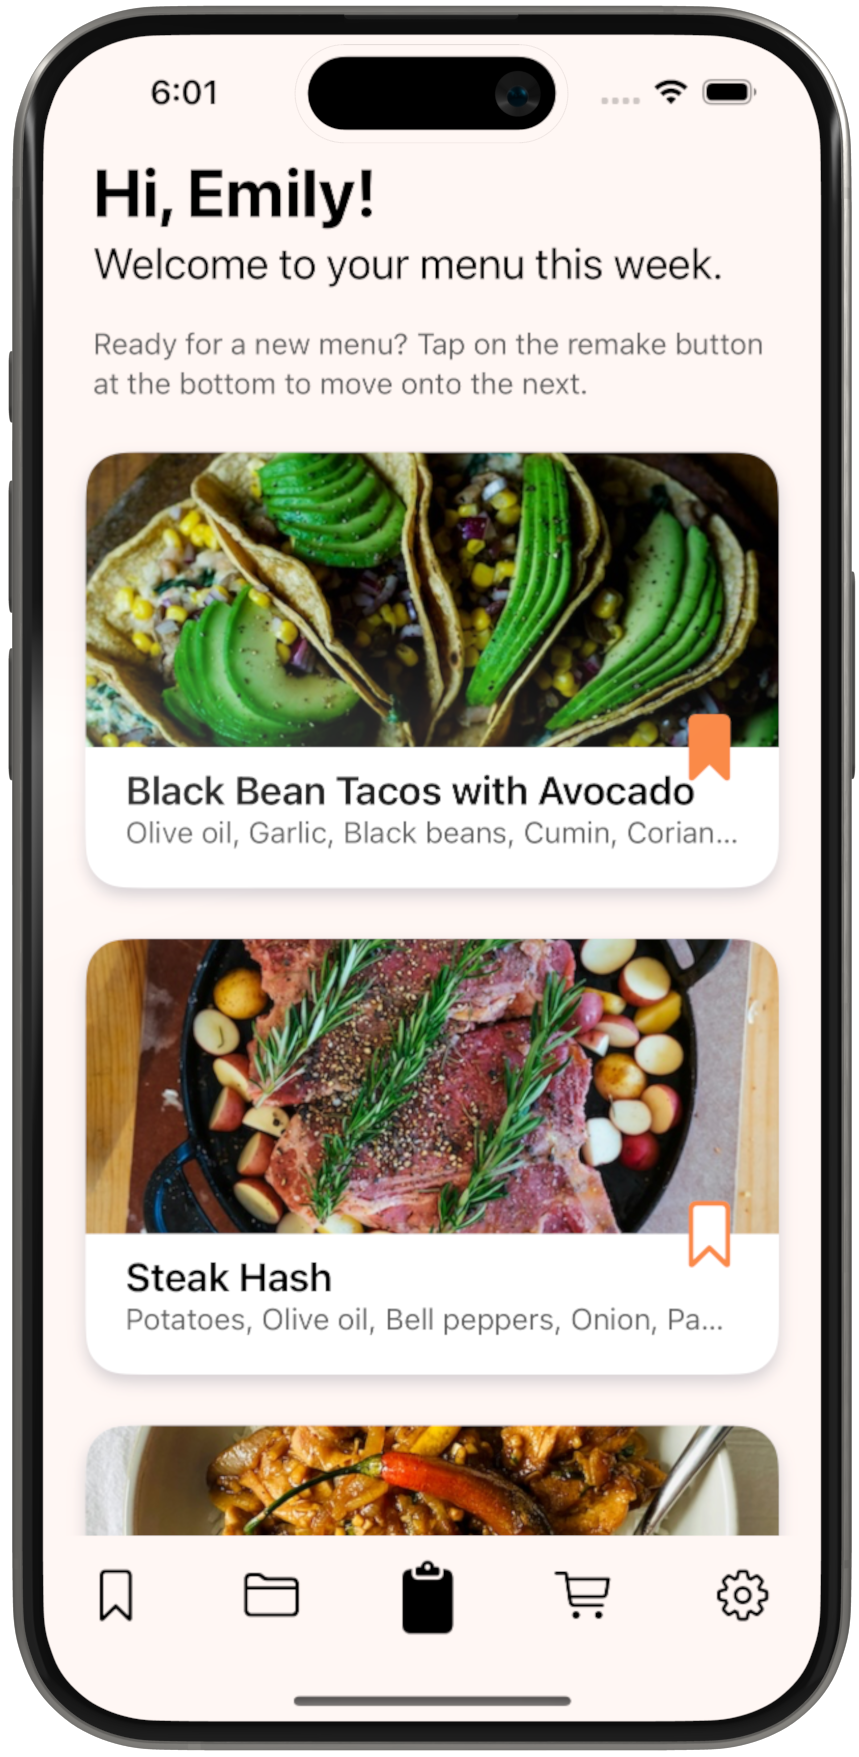 6:01
Hi, Emily!
Welcome to your menu this week.
Ready for a new menu? Tap on the remake button
at the bottom to move onto the next.
Black Bean Tacos with Avocado
Olive oil, Garlic, Black beans, Cumin, Corian...
Steak Hash
Potatoes, Olive oil, Bell peppers, Onion, Pa...